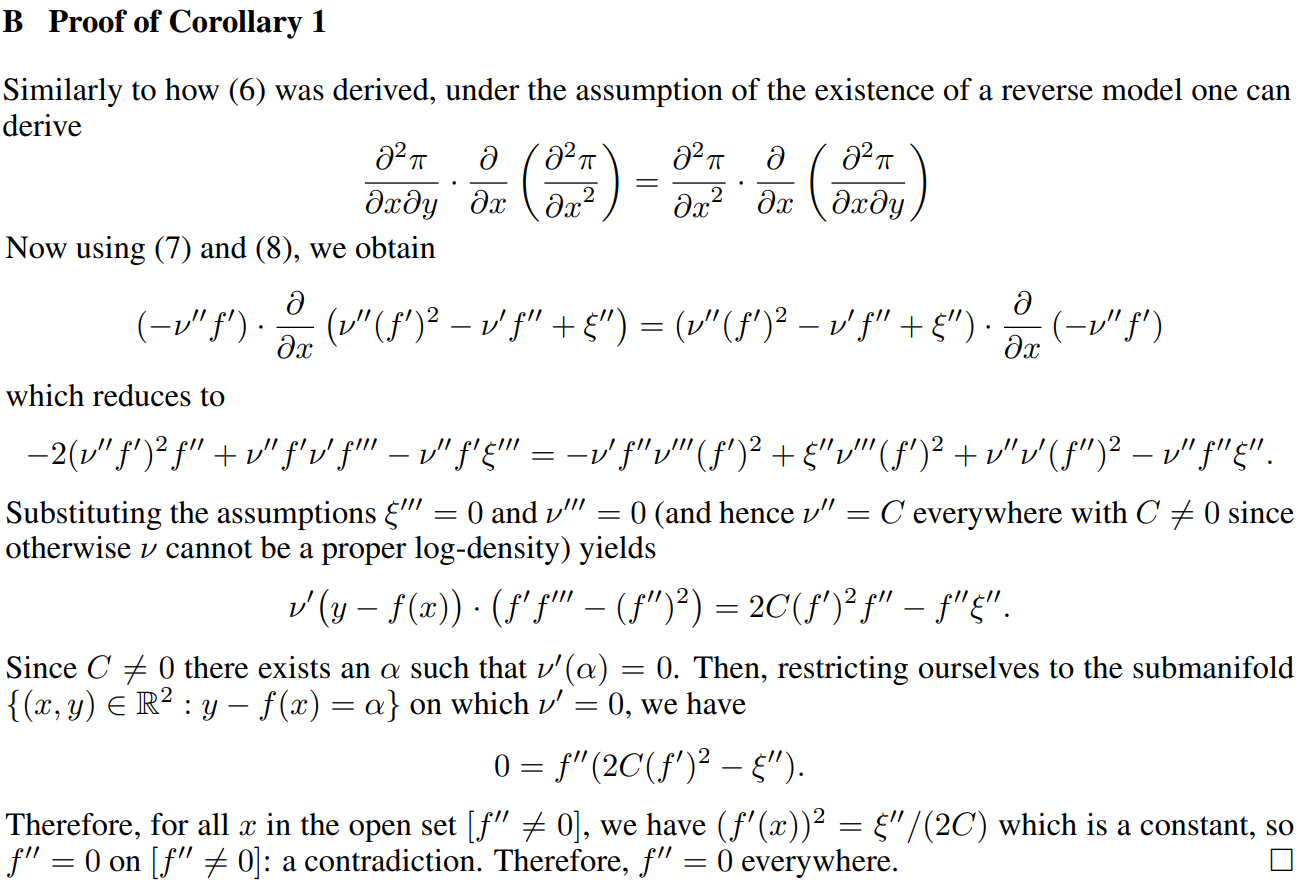 B Proof of Corollary 1
Similarly to how (6) was derived, under the assumption of the existence of a reverse model one can
derive
$$\frac{\partial^2 \pi}{\partial x \partial y} \cdot \frac{\partial}{\partial x} \left( \frac{\partial^2 \pi}{\partial x^2} \right) = \frac{\partial^2 \pi}{\partial x^2} \cdot \frac{\partial}{\partial x} \left( \frac{\partial^2 \pi}{\partial x \partial y} \right)$$
Now using (7) and (8), we obtain
$$(-\nu'' f') \cdot \frac{\partial}{\partial x} \left( \nu''(f')^2 - \nu' f'' + \xi'' \right) = (\nu''(f')^2 - \nu' f'' + \xi'') \cdot \frac{\partial}{\partial x} (-\nu'' f')$$
which reduces to
$$-2(\nu'' f')^2 f'' + \nu'' f' \nu' f''' - \nu'' f' \xi''' = -\nu' f'' \nu''' (f')^2 + \xi'' \nu''' (f')^2 + \nu'' \nu' (f'')^2 - \nu'' f'' \xi''.$$
Substituting the assumptions $\xi''' = 0$ and $\nu''' = 0$ (and hence $\nu'' = C$ everywhere with $C \neq 0$ since
otherwise $\nu$ cannot be a proper log-density) yields
$$\nu'(y - f(x)) \cdot (f' f''' - (f'')^2) = 2C(f')^2 f'' - f'' \xi''.$$
Since $C \neq 0$ there exists an $\alpha$ such that $\nu'(\alpha) = 0$. Then, restricting ourselves to the submanifold
$\{(x, y) \in \mathbb{R}^2 : y - f(x) = \alpha\}$ on which $\nu' = 0$, we have
$$0 = f''(2C(f')^2 - \xi'').$$
Therefore, for all $x$ in the open set $[f'' \neq 0]$, we have $(f'(x))^2 = \xi''/(2C)$ which is a constant, so
$f'' = 0$ on $[f'' \neq 0]$: a contradiction. Therefore, $f'' = 0$ everywhere. □